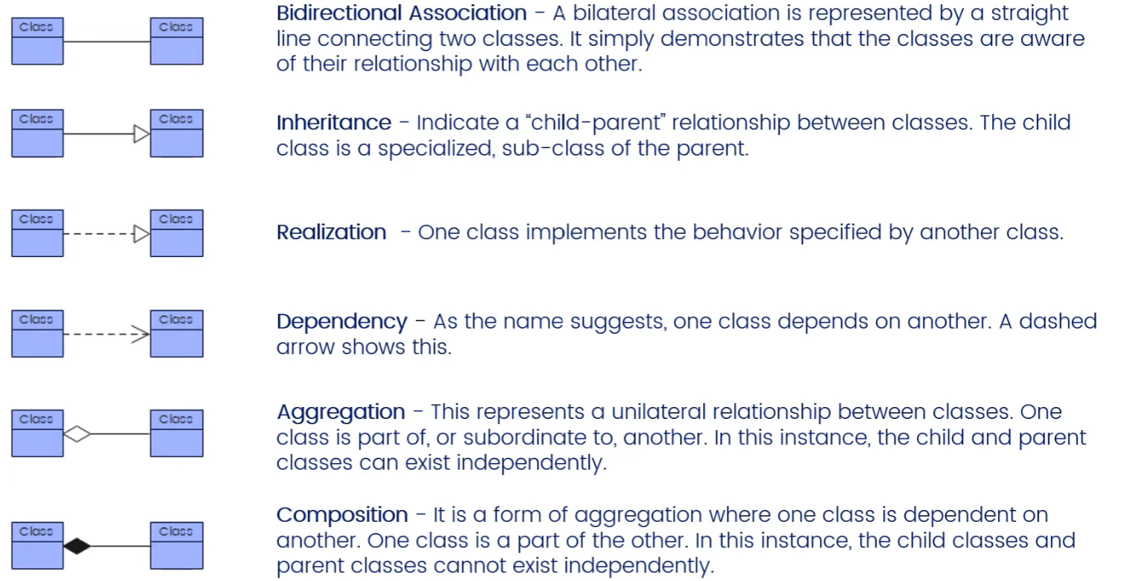 Class Class
Bidirectional Association - A bilateral association is represented by a straight
line connecting two classes. It simply demonstrates that the classes are aware
of their relationship with each other.
Class Class
Inheritance - Indicate a “child-parent” relationship between classes. The child
class is a specialized, sub-class of the parent.
Class Class
Realization - One class implements the behavior specified by another class.
Class Class
Dependency - As the name suggests, one class depends on another. A dashed
arrow shows this.
Class Class
Aggregation - This represents a unilateral relationship between classes. One
class is part of, or subordinate to, another. In this instance, the child and parent
classes can exist independently.
Class Class
Composition - It is a form of aggregation where one class is dependent on
another. One class is a part of the other. In this instance, the child classes and
parent classes cannot exist independently.